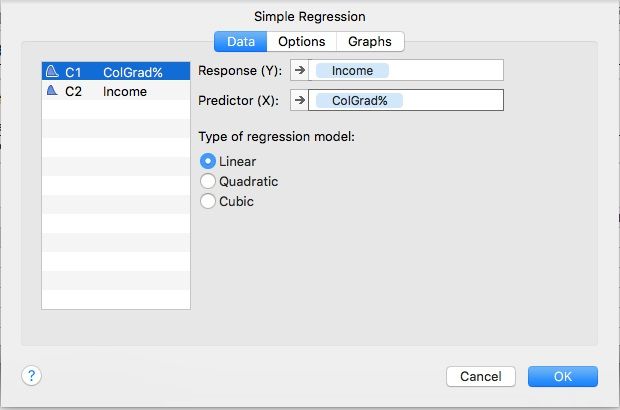 Simple Regression
Data Options Graphs
C1 ColGrad%
C2 Income
Response (Y): Income
Predictor (X): ColGrad%
Type of regression model:
Linear
Quadratic
Cubic
? Cancel OK